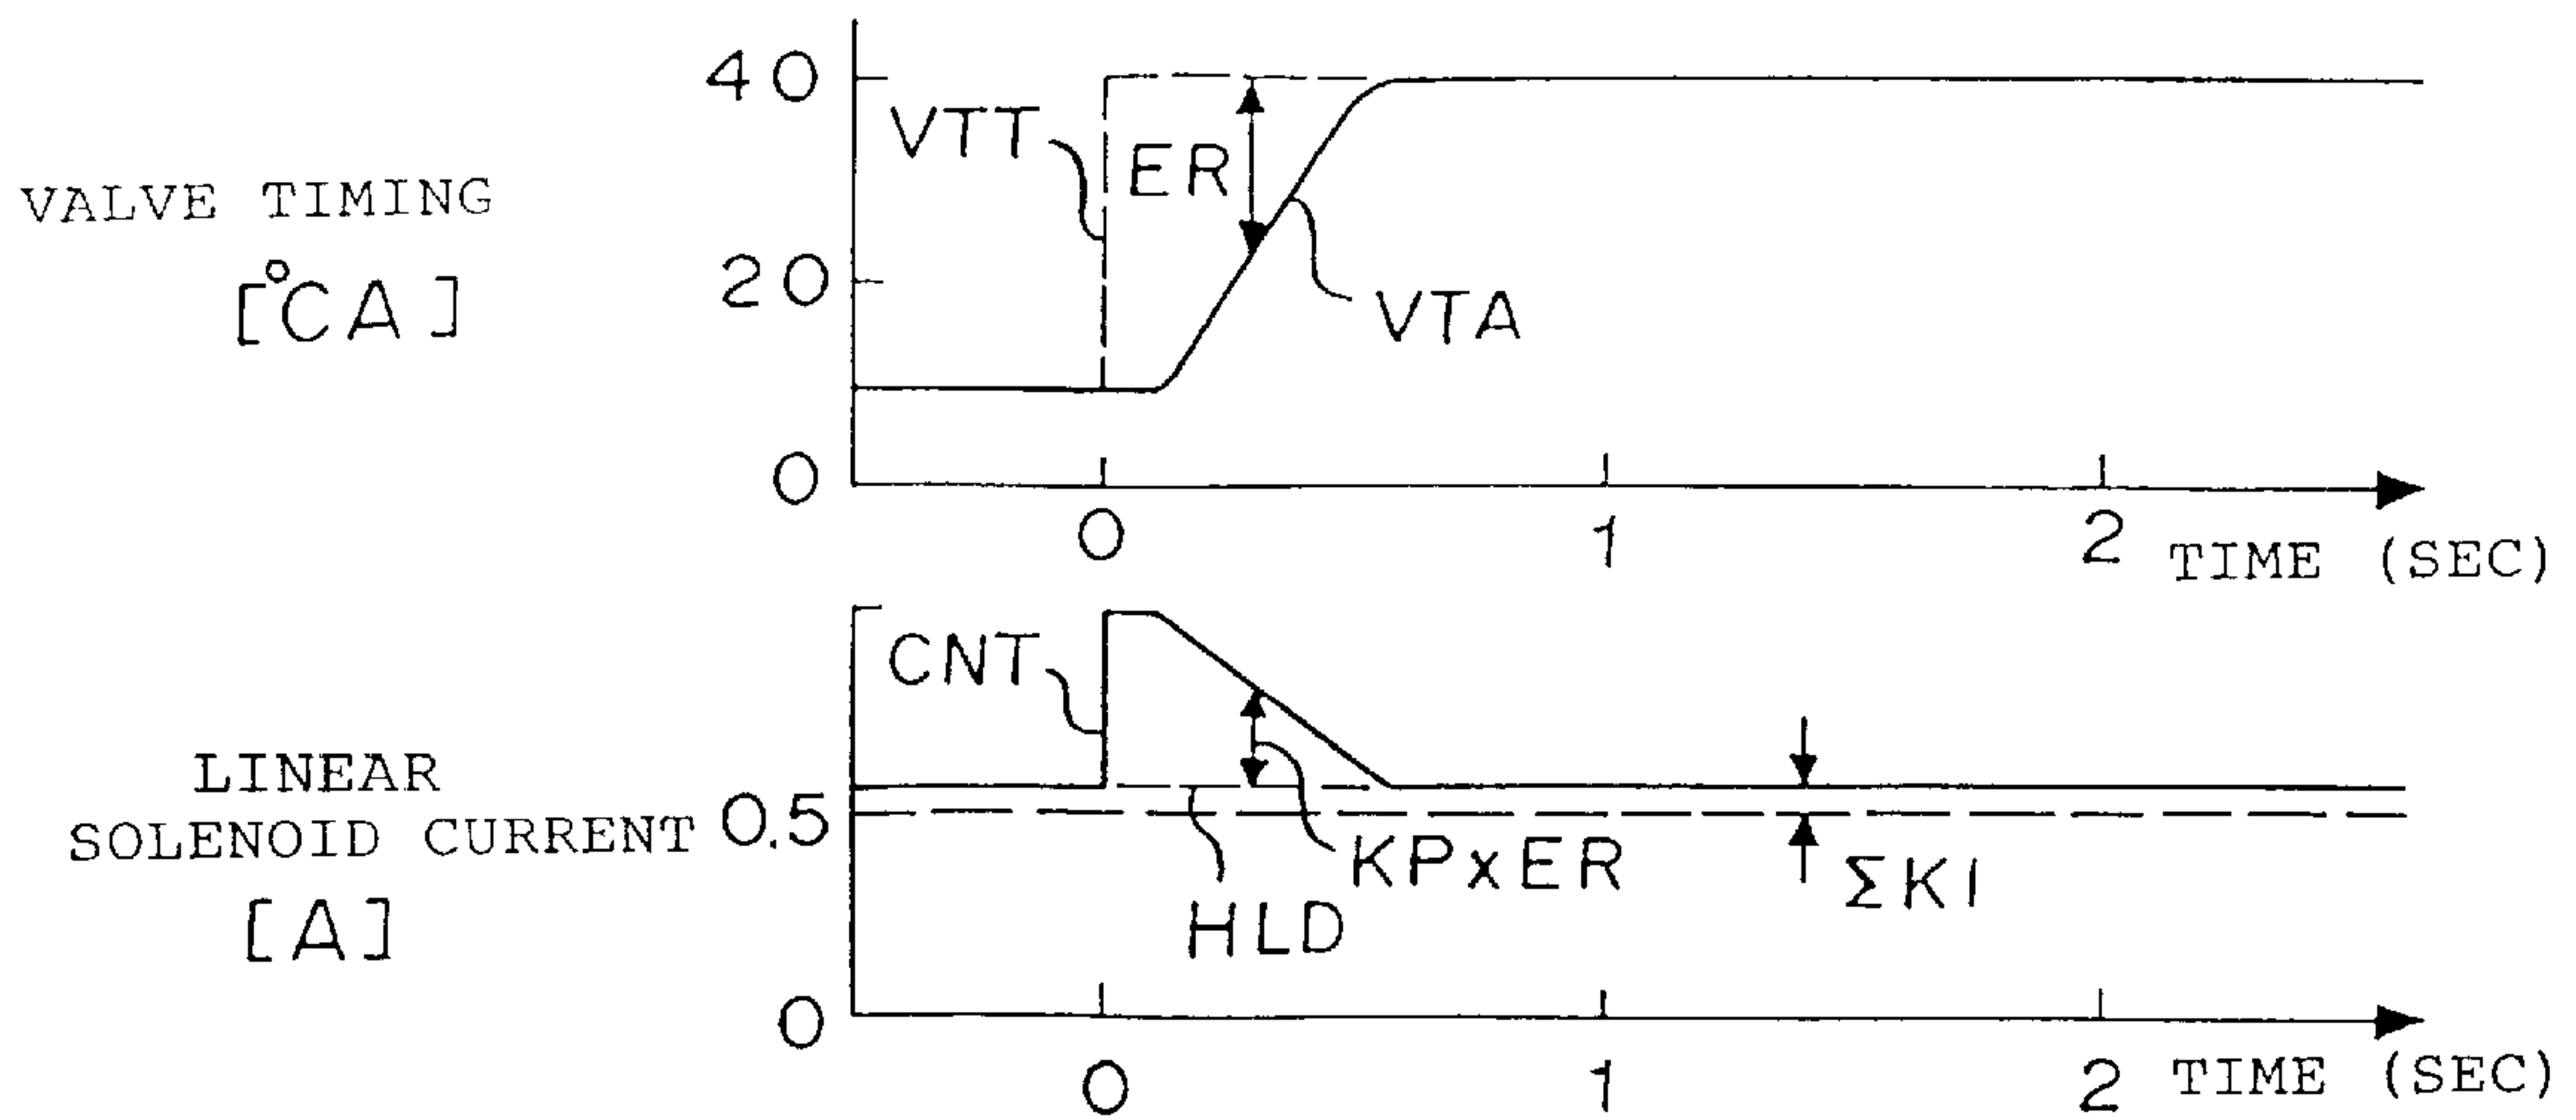 40
VTT
ER
VALVE TIMING
[°CA]
20
VTA
0
0 1 2 TIME (SEC)
CNT
LINEAR
SOLENOID CURRENT
[A]
0.5
KPxER
HLD
ΣKI
0
0 1 2 TIME (SEC)